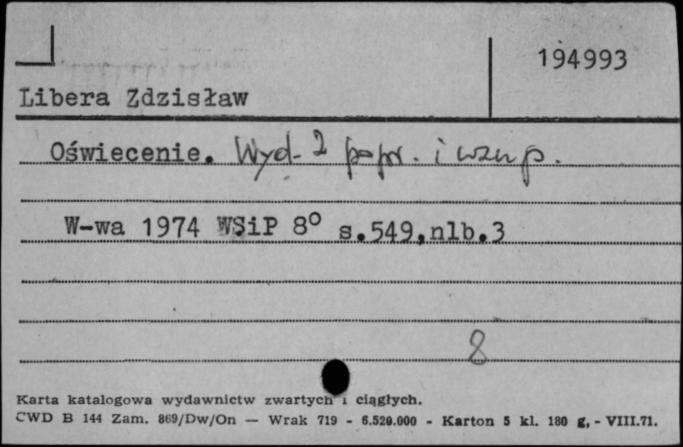 194993
Libera Zdzisław
Oświecenie. Wyd. 2 popr. i uzup.
W-wa 1974 WSiP 8° s.549,nlb.3
8
Karta katalogowa wydawnictw zwartych i ciągłych.
CWD B 144 Zam. 869/Dw/On — Wrak 719 - 6.520.000 - Karton 5 kl. 180 g, - VIII.71.